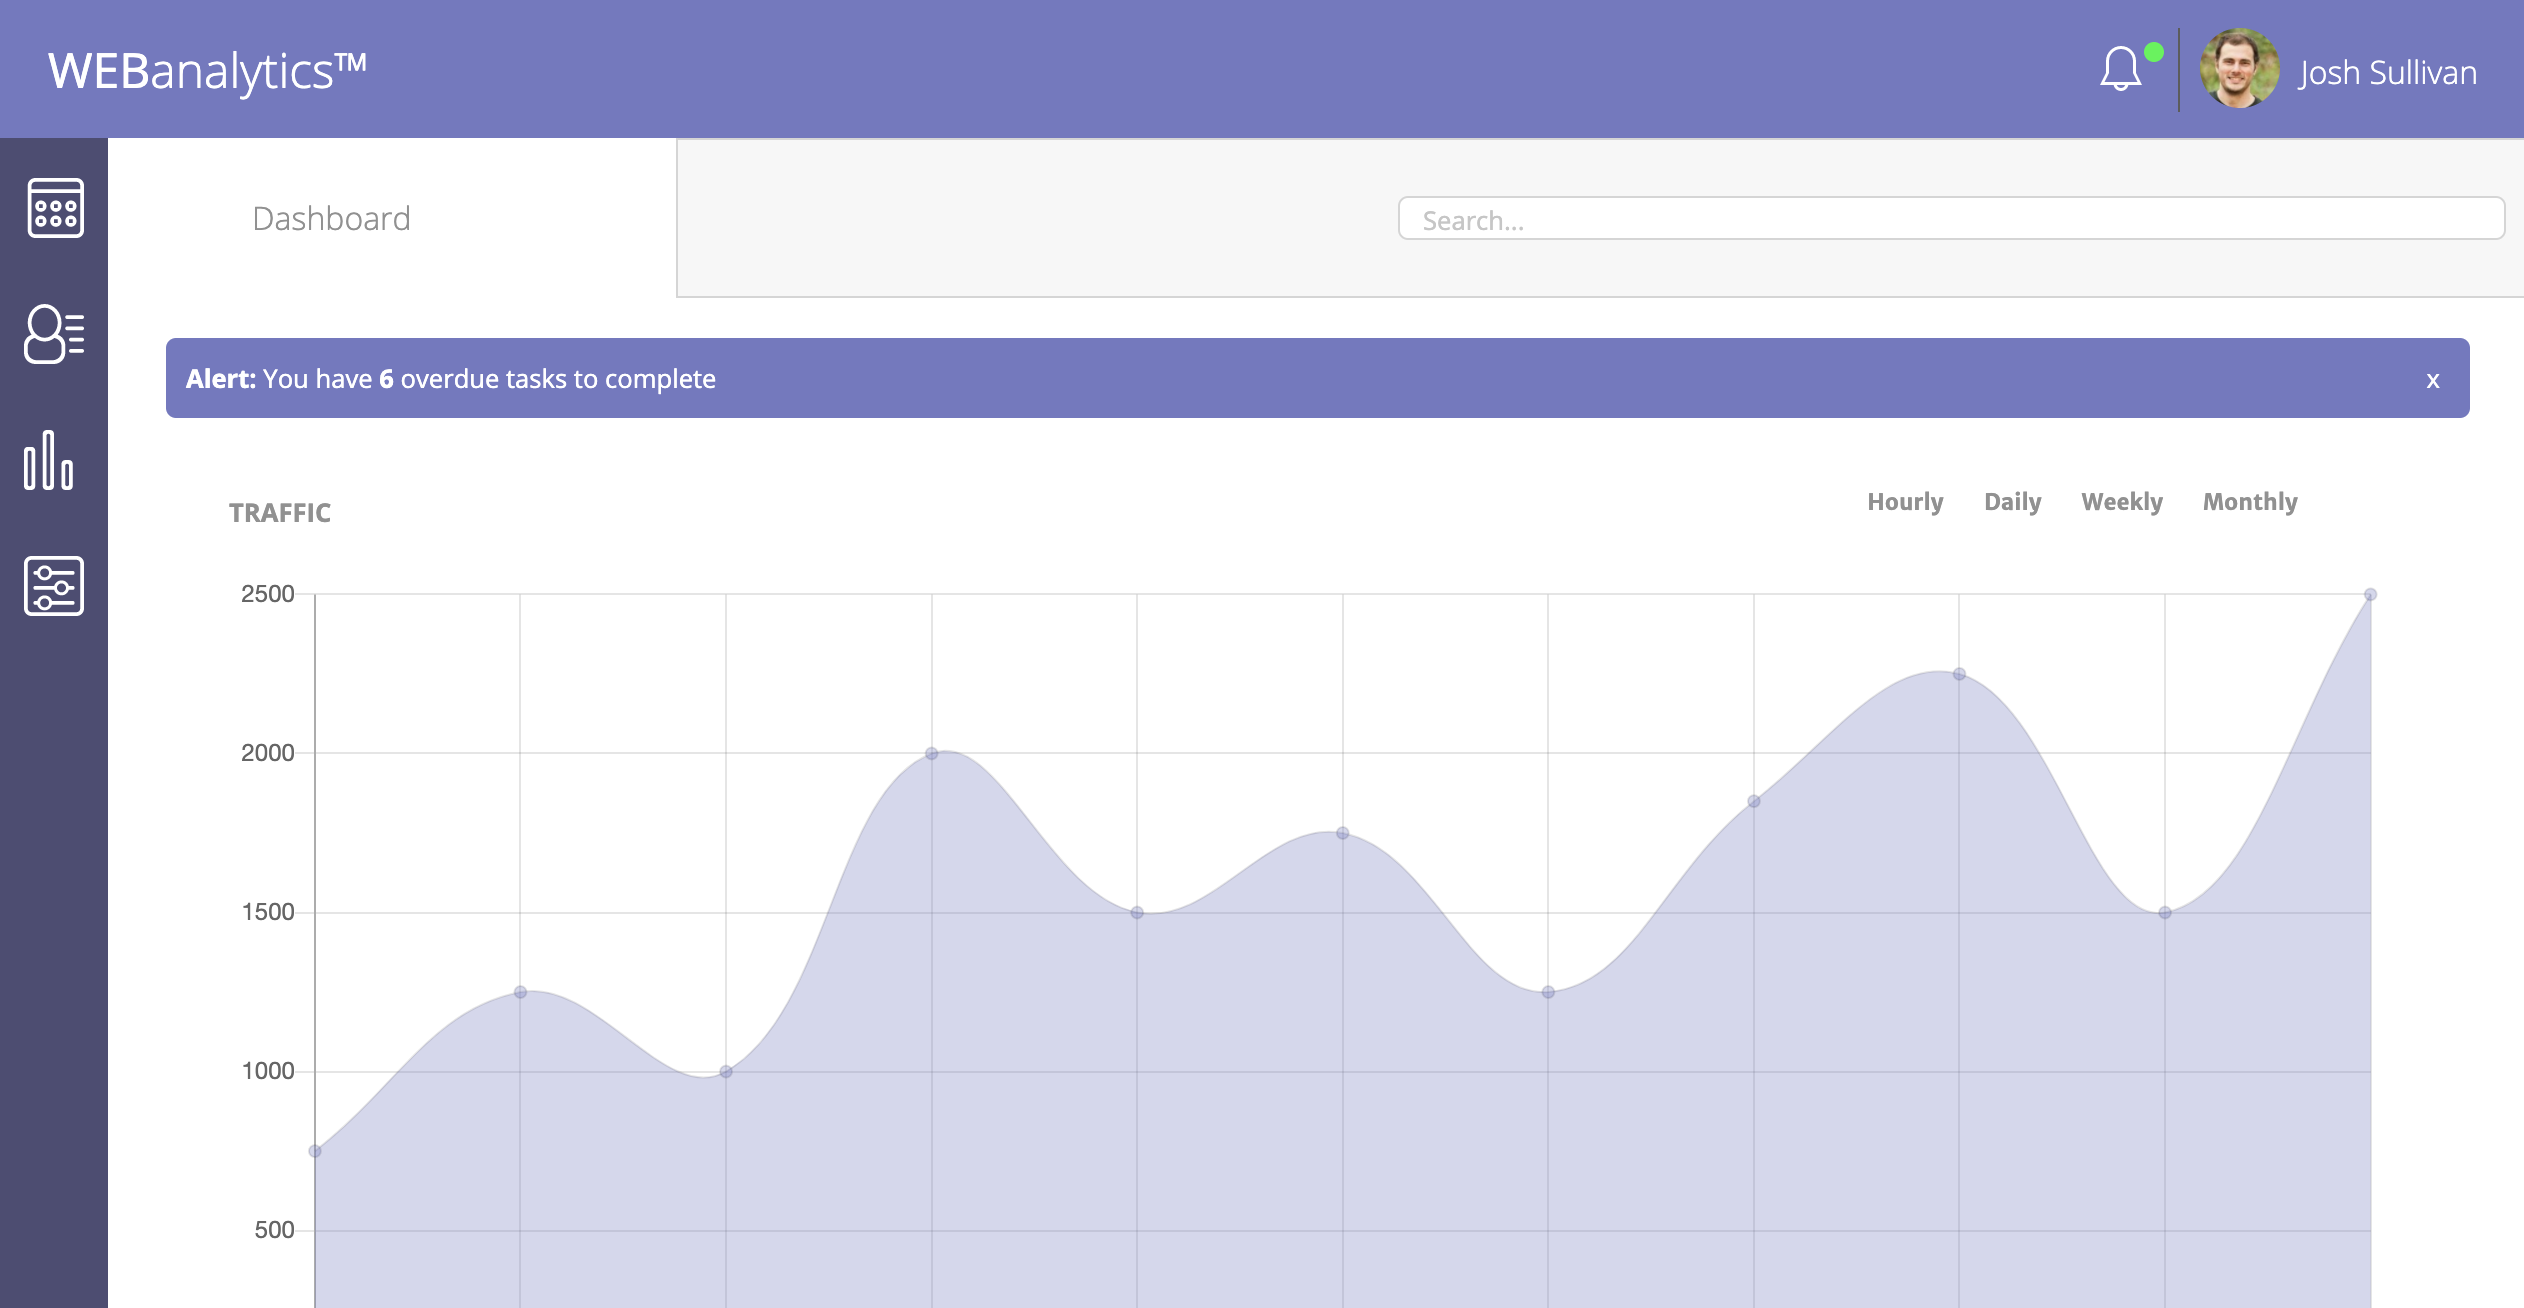 WEBanalytics™
Josh Sullivan
Dashboard
Search...
Alert: You have 6 overdue tasks to complete
x
TRAFFIC
Hourly Daily Weekly Monthly
2500
2000
1500
1000
500